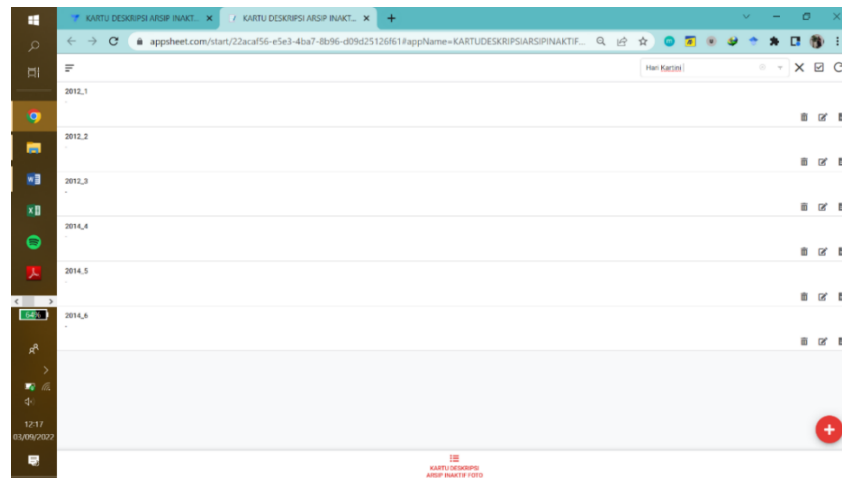 KARTU DESKRIPSI ARSIP INAKT...
KARTU DESKRIPSI ARSIP INAKT...
appsheet.com/start/22acaf56-e5e3-4ba7-8b96-d09d25126f61#appName=KARTUDESKRIPSIARSIPINAKTIF...
Hari Kartini
2012_1
-
2012_2
-
2012_3
-
2014_4
-
2014_5
-
2014_6
-
64%
12:17
03/09/2022
KARTU DESKRIPSI
ARSIP INAKTIF FOTO